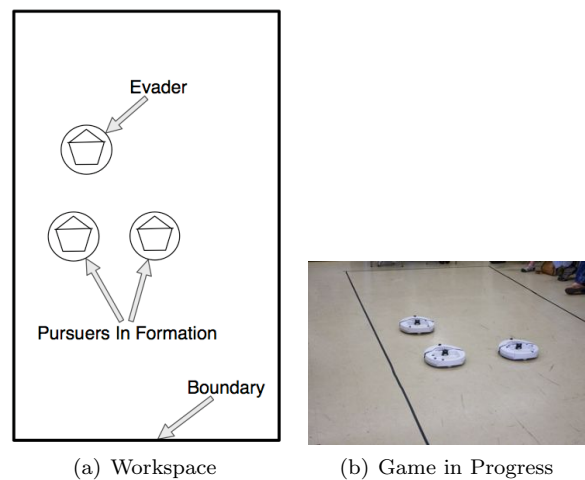 Evader
Pursuers In Formation
Boundary
(a) Workspace
(b) Game in Progress